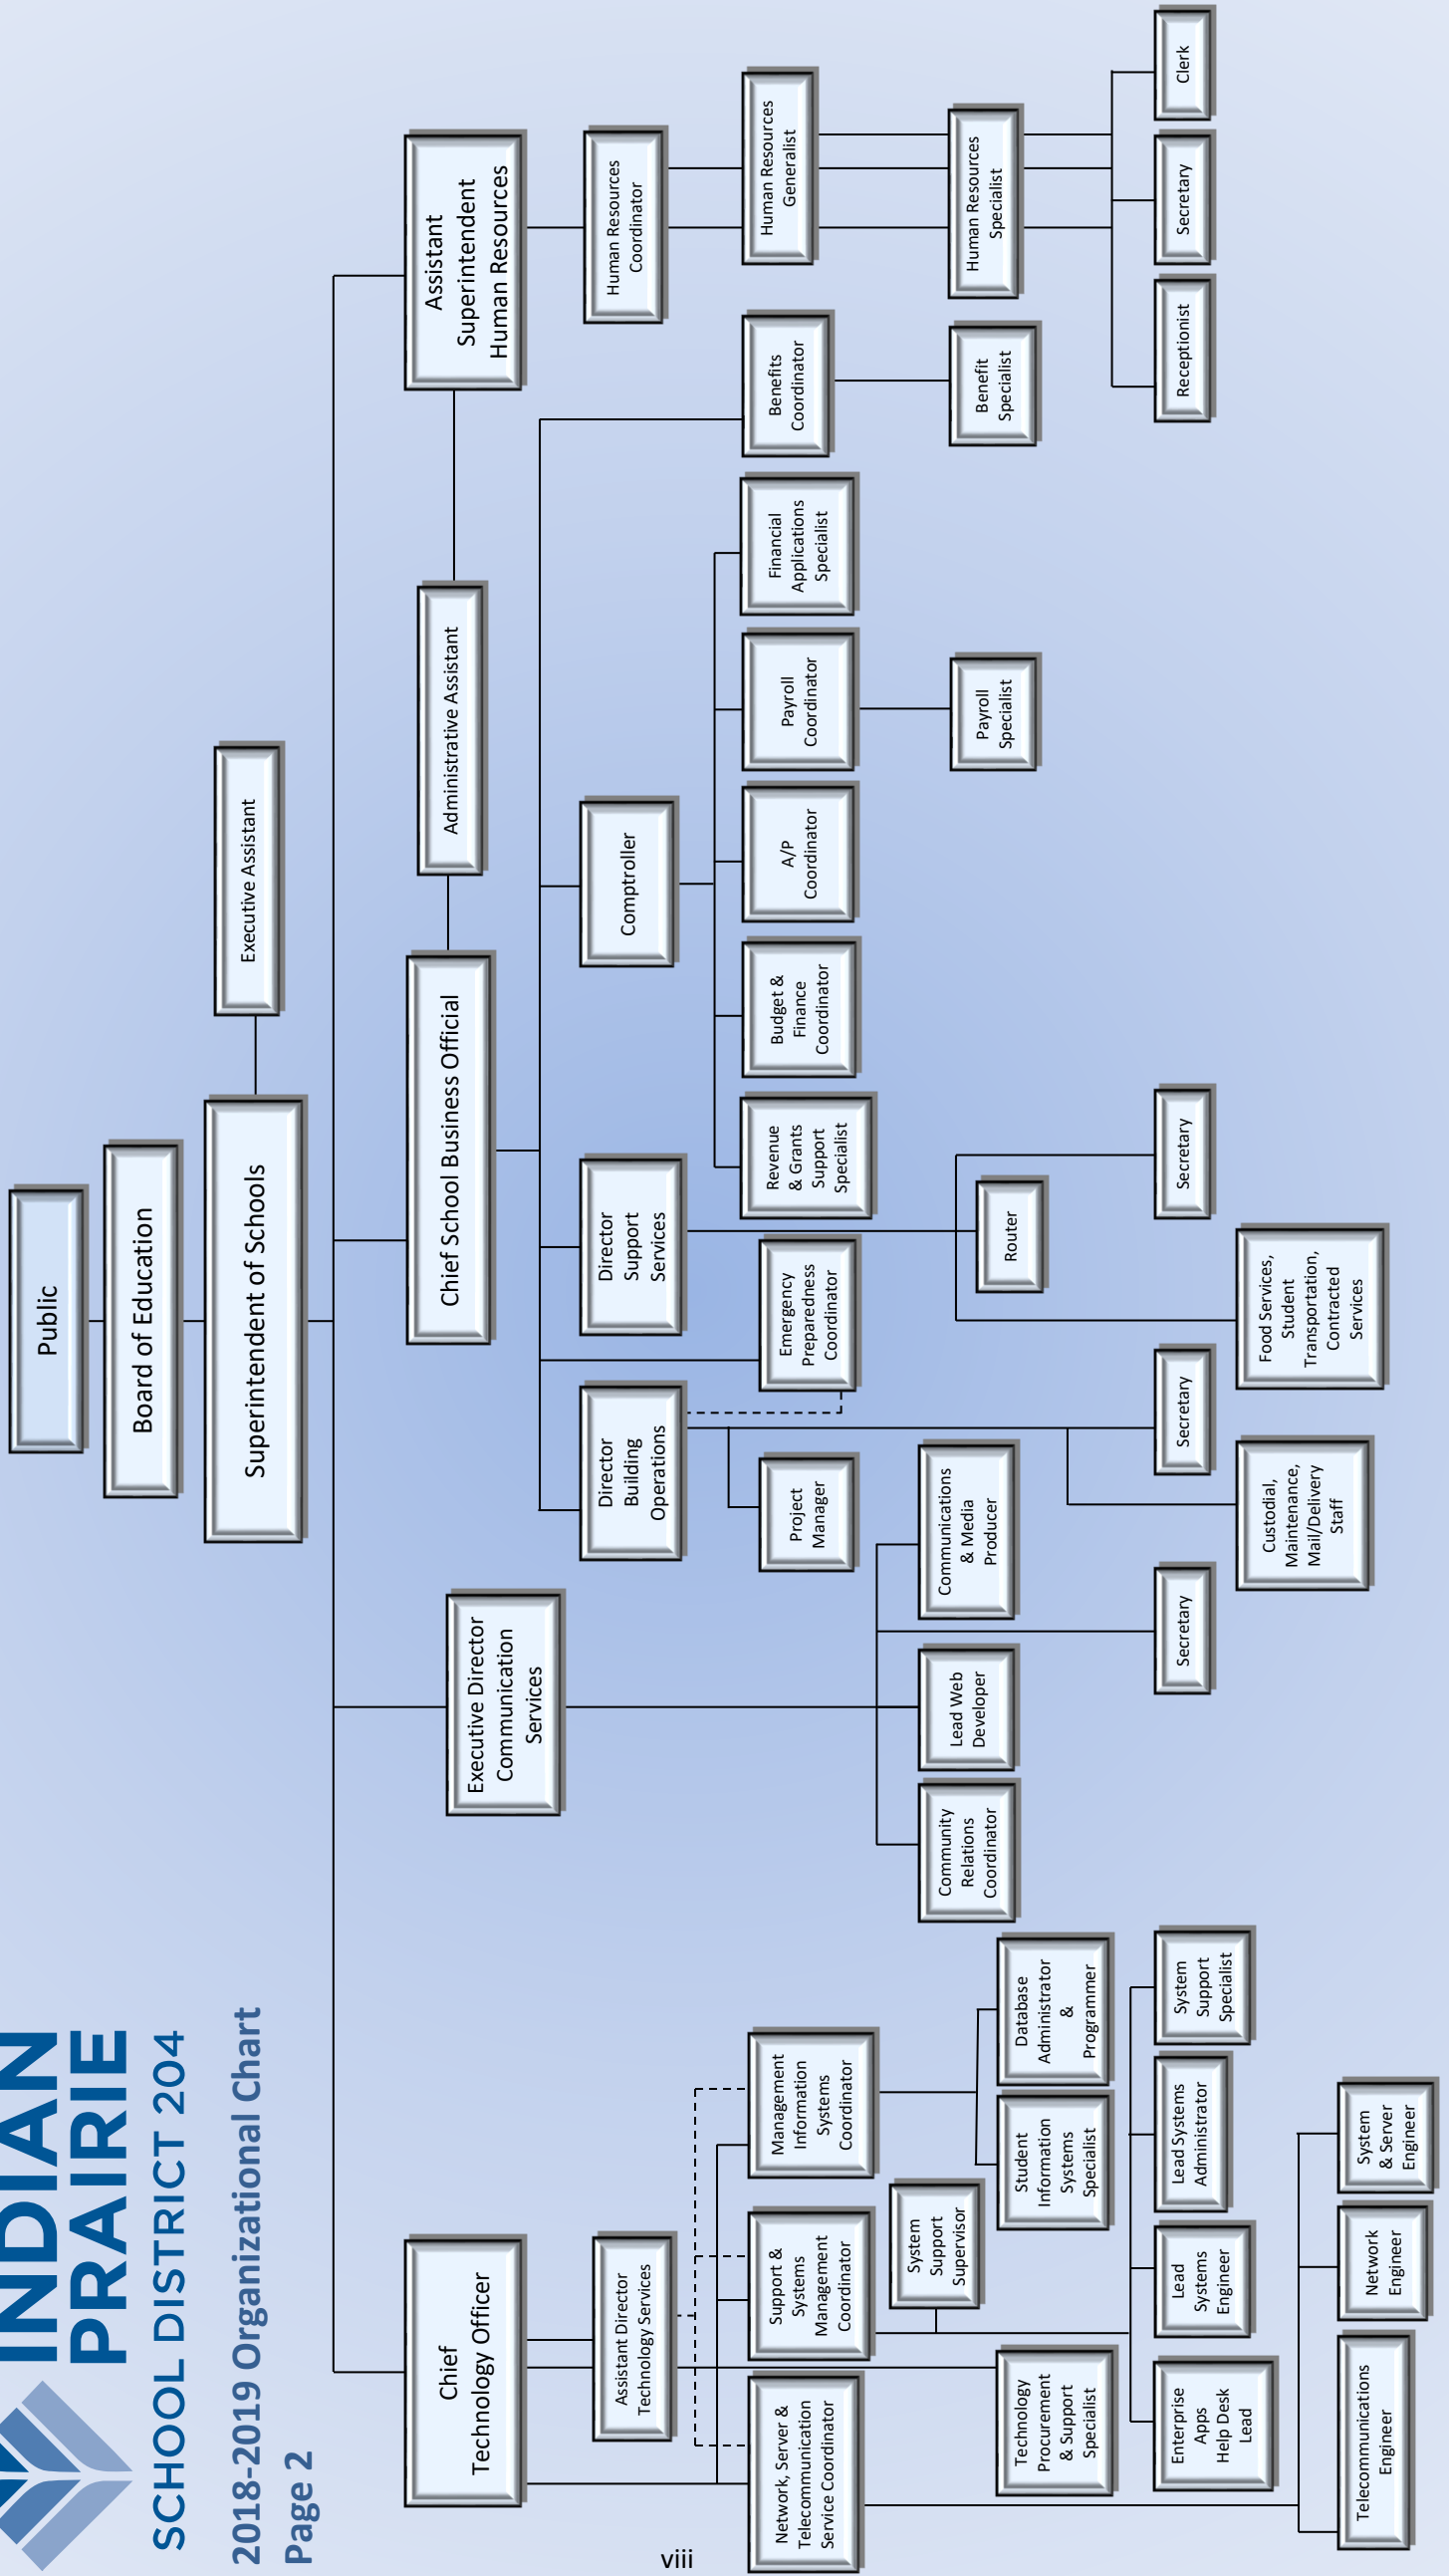 INDIAN
PRAIRIE
SCHOOL DISTRICT 204
2018-2019 Organizational Chart
Page 2
Public
Board of Education
Superintendent of Schools
Executive Assistant
Chief
Technology Officer
Executive Director
Communication
Services
Chief School Business Official
Administrative Assistant
Assistant
Superintendent
Human Resources
Assistant Director
Technology Services
Director
Building
Operations
Director
Support
Services
Comptroller
Human Resources
Coordinator
Network, Server &
Telecommunication
Service Coordinator
Support &
Systems
Management
Coordinator
Management
Information
Systems
Coordinator
Project
Manager
Emergency
Preparedness
Coordinator
Revenue
& Grants
Support
Specialist
Budget &
Finance
Coordinator
A/P
Coordinator
Payroll
Coordinator
Financial
Applications
Specialist
Benefits
Coordinator
Human Resources
Generalist
System
Support
Supervisor
Community
Relations
Coordinator
Lead Web
Developer
Communications
& Media
Producer
Technology
Procurement
& Support
Specialist
Student
Information
Systems
Specialist
Database
Administrator
&
Programmer
Router
Payroll
Specialist
Benefit
Specialist
Human Resources
Specialist
Enterprise
Apps
Help Desk
Lead
Lead
Systems
Engineer
Lead Systems
Administrator
System
Support
Specialist
Secretary
Secretary
Secretary
Receptionist
Secretary
Clerk
Custodial,
Maintenance,
Mail/Delivery
Staff
Food Services,
Student
Transportation,
Contracted
Services
Telecommunications
Engineer
Network
Engineer
System
& Server
Engineer
viii